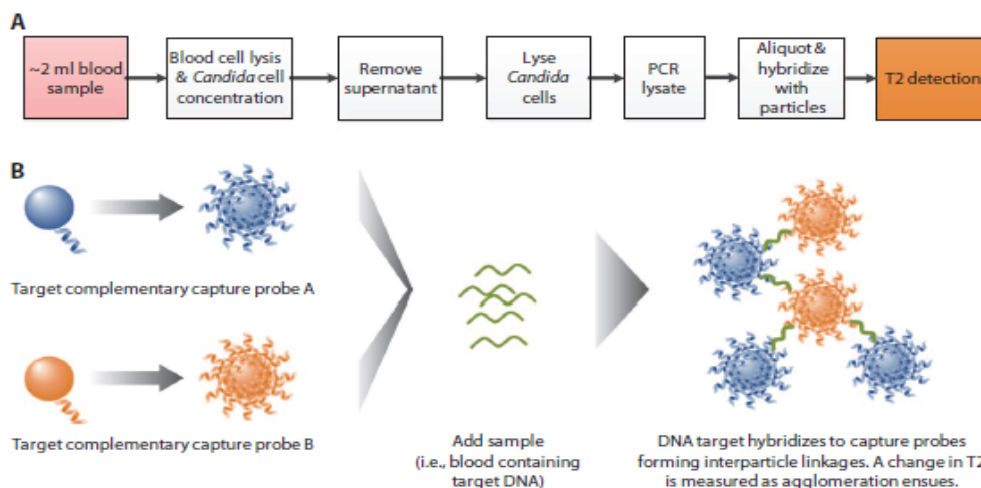 A
~2 ml blood
sample
Blood cell lysis
& Candida cell
concentration
Remove
supernatant
Lyse
Candida
cells
PCR
lysate
Aliquot &
hybridize
with
particles
T2 detection
B
Target complementary capture probe A
Target complementary capture probe B
Add sample
(i.e., blood containing
target DNA)
DNA target hybridizes to capture probes
forming interparticle linkages. A change in T2
is measured as agglomeration ensues.